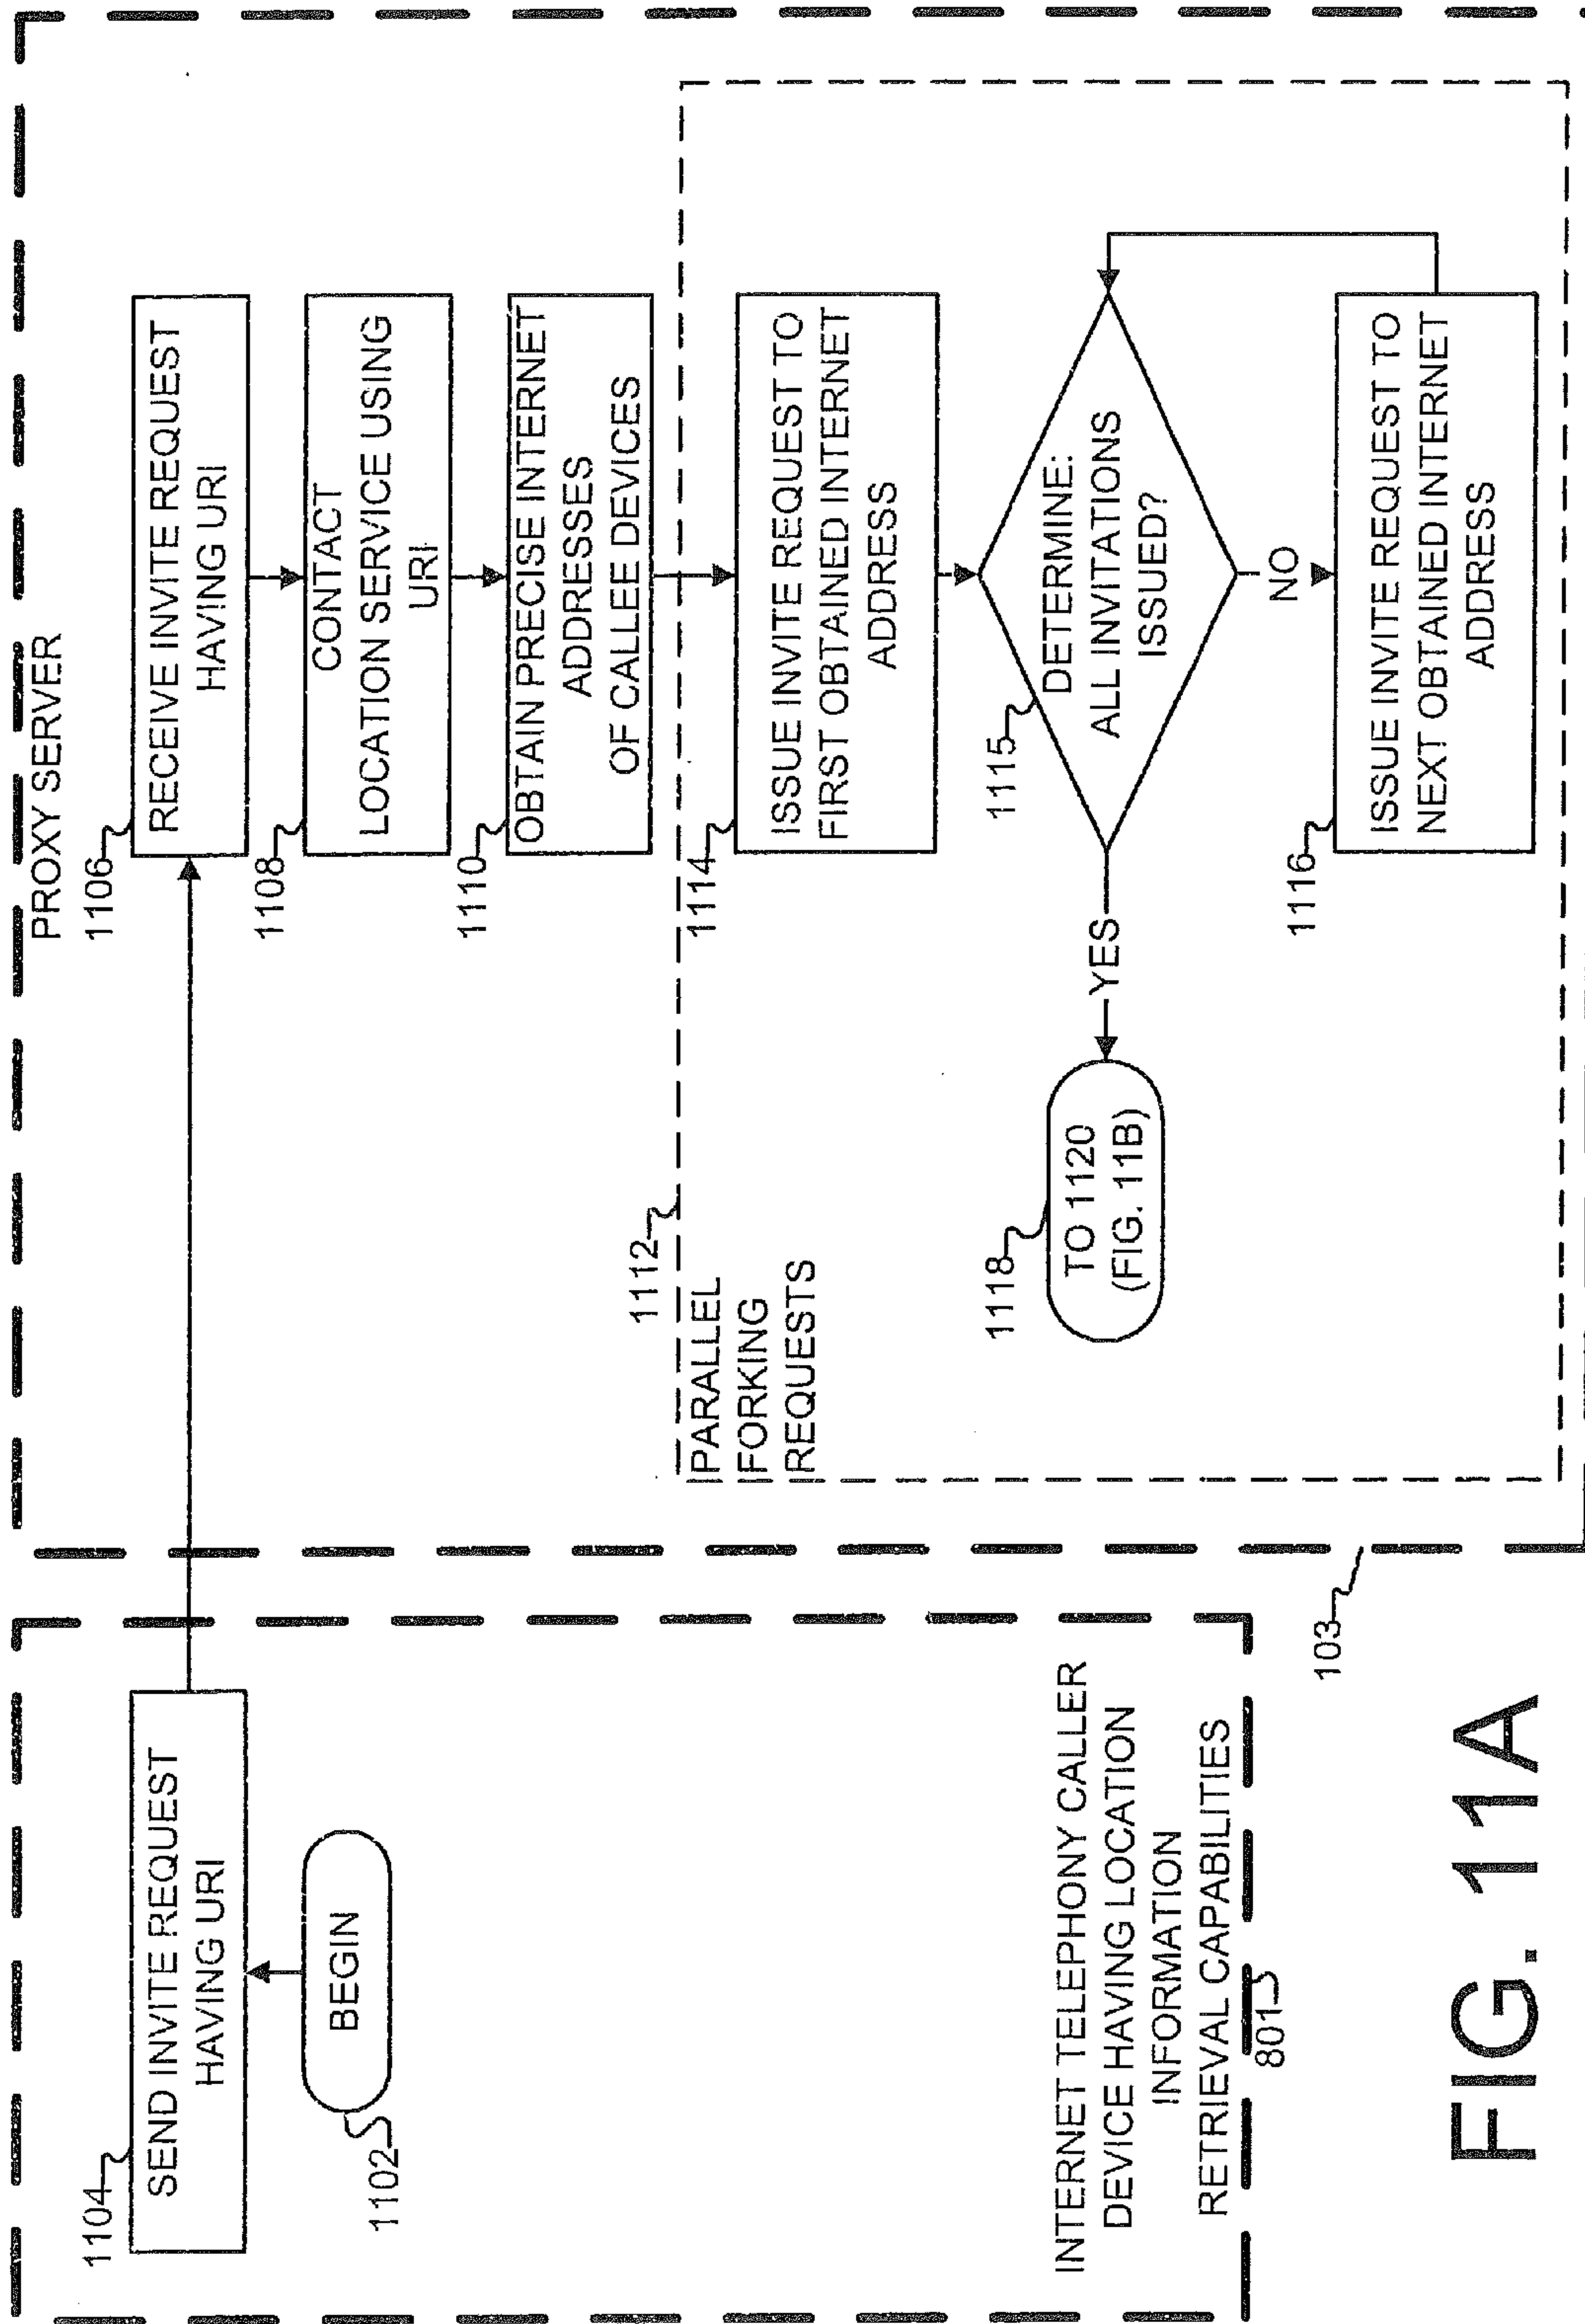 PROXY SERVER
1104
SEND INVITE REQUEST
HAVING URI
1102
BEGIN
INTERNET TELEPHONY CALLER
DEVICE HAVING LOCATION
INFORMATION
RETRIEVAL CAPABILITIES
801
1106
RECEIVE INVITE REQUEST
HAVING URI
1108
CONTACT
LOCATION SERVICE USING
URI
1110
OBTAIN PRECISE INTERNET
ADDRESSES
OF CALLEE DEVICES
1112
PARALLEL
FORKING
REQUESTS
1114
ISSUE INVITE REQUEST TO
FIRST OBTAINED INTERNET
ADDRESS
1115
DETERMINE:
ALL INVITATIONS
ISSUED?
YES
1118
TO 1120
(FIG. 11B)
NO
1116
ISSUE INVITE REQUEST TO
NEXT OBTAINED INTERNET
ADDRESS
103
FIG. 11A